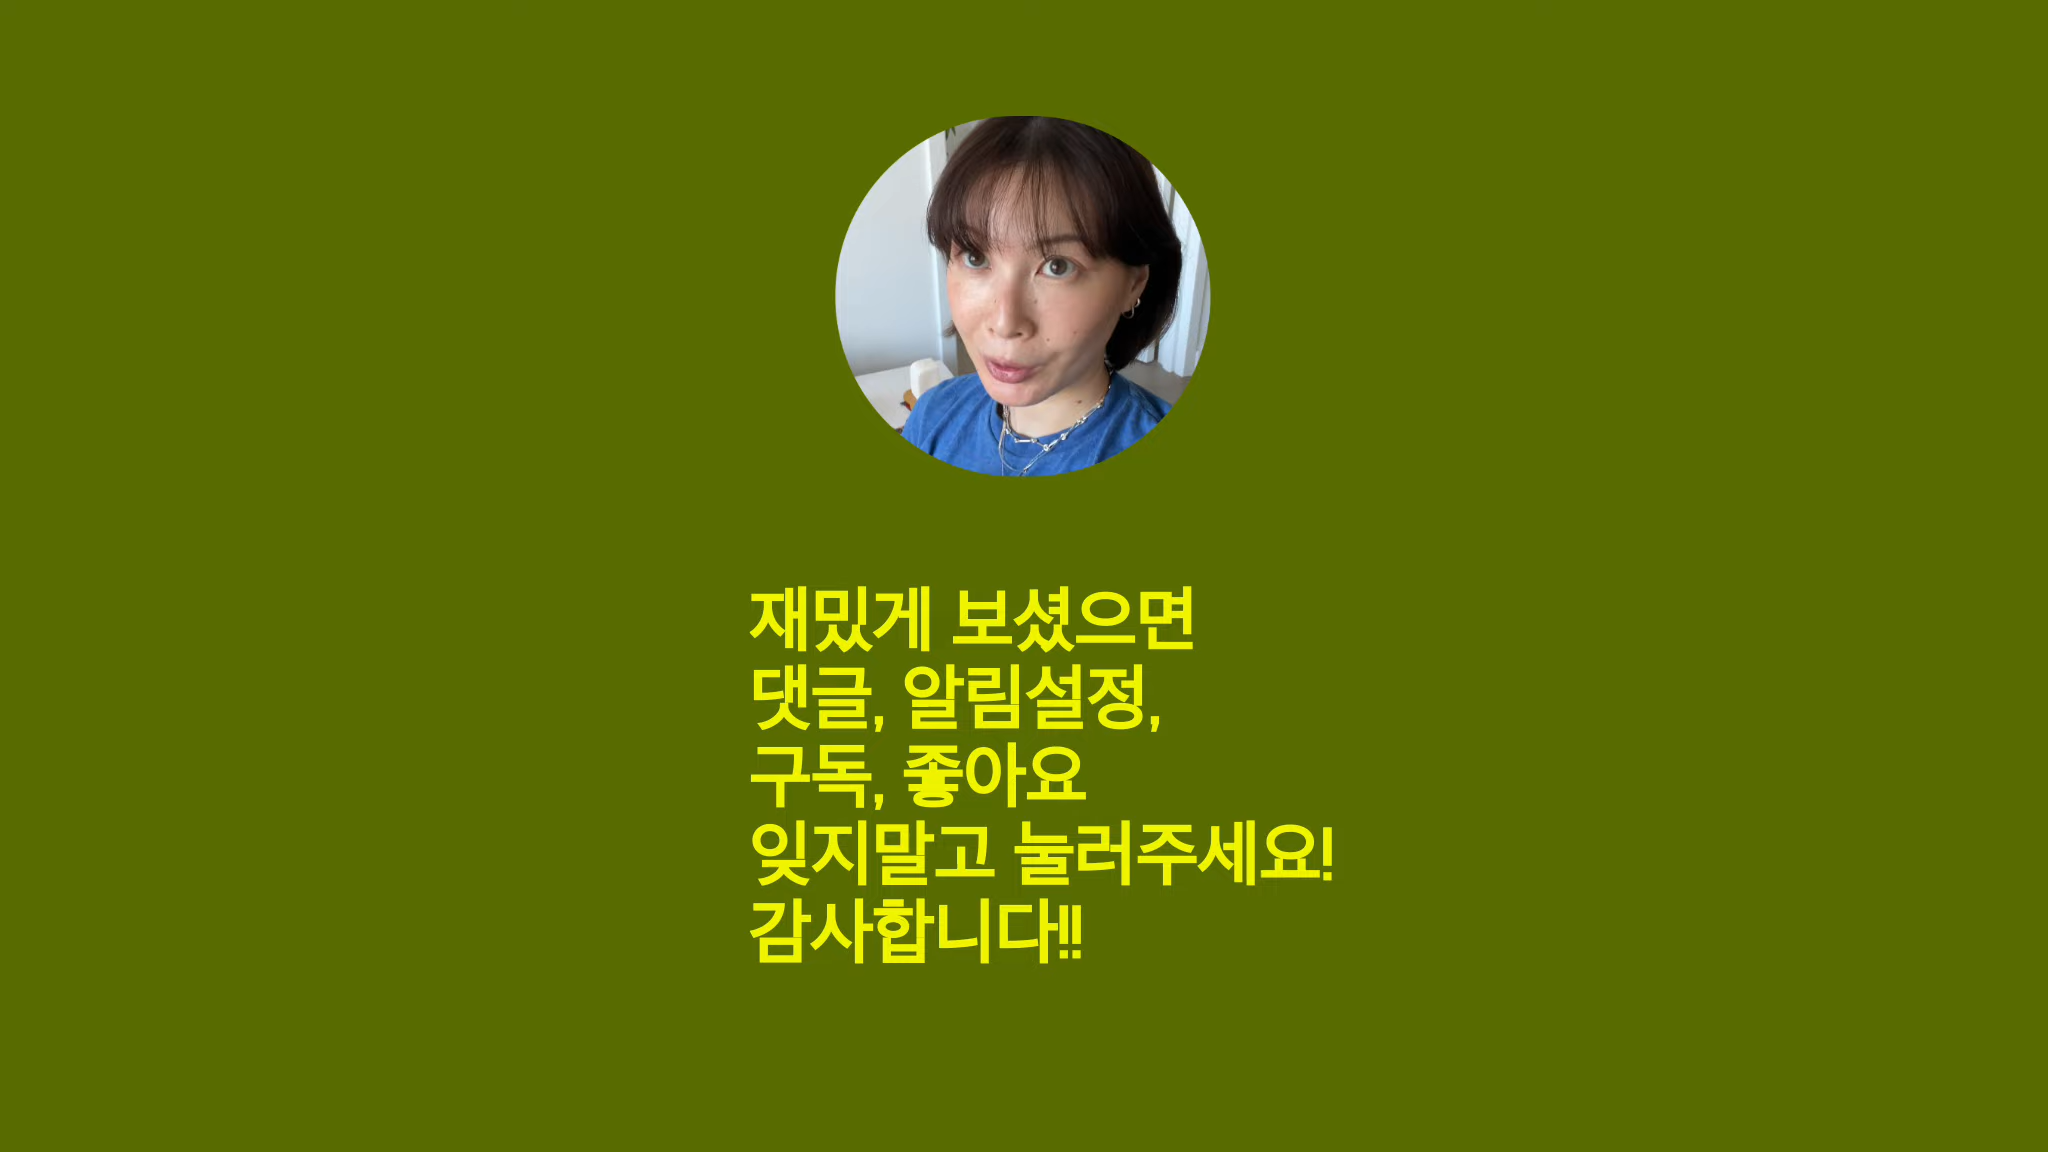 재밌게 보셨으면
댓글, 알림설정,
구독, 좋아요
잊지말고 눌러주세요!
감사합니다!!